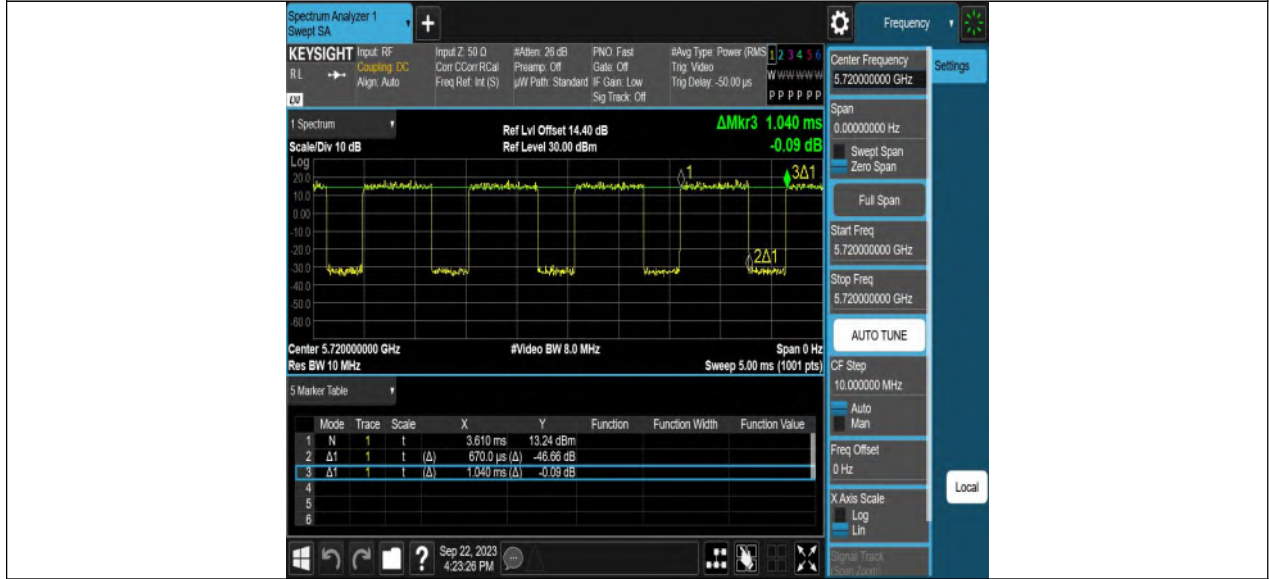 Spectrum Analyzer 1
Swept SA
+
Frequency
KEYSIGHT
RL
LXI
Input: RF
Coupling: DC
Align: Auto
Input Z: 50 Ω
Corr CCorr RCal
Freq Ref: Int (S)
#Atten: 26 dB
Preamp: Off
µW Path: Standard
PNO: Fast
Gate: Off
IF Gain: Low
Sig Track: Off
#Avg Type: Power (RMS
Trig: Video
Trig Delay: -50.00 µs
1 2 3 4 5 6
W W W W W W
P P P P P P
1 Spectrum
Scale/Div 10 dB
Ref Lvl Offset 14.40 dB
Ref Level 30.00 dBm
ΔMkr3 1.040 ms
-0.09 dB
Log
20.0
10.0
0.00
-10.0
-20.0
-30.0
-40.0
-50.0
-60.0
1
3Δ1
2Δ1
Center 5.720000000 GHz
Res BW 10 MHz
#Video BW 8.0 MHz
Span 0 Hz
Sweep 5.00 ms (1001 pts)
5 Marker Table
Mode Trace Scale X Y Function Function Width Function Value
1 N 1 t 3.610 ms 13.24 dBm
2 Δ1 1 t (Δ) 670.0 µs (Δ) -46.66 dB
3 Δ1 1 t (Δ) 1.040 ms (Δ) -0.09 dB
4
5
6
?
Sep 22, 2023
4:23:26 PM
Center Frequency
5.720000000 GHz
Settings
Span
0.00000000 Hz
Swept Span
Zero Span
Full Span
Start Freq
5.720000000 GHz
Stop Freq
5.720000000 GHz
AUTO TUNE
CF Step
10.000000 MHz
Auto
Man
Freq Offset
0 Hz
X Axis Scale
Log
Lin
Local
Signal Track
(Span Zoom)